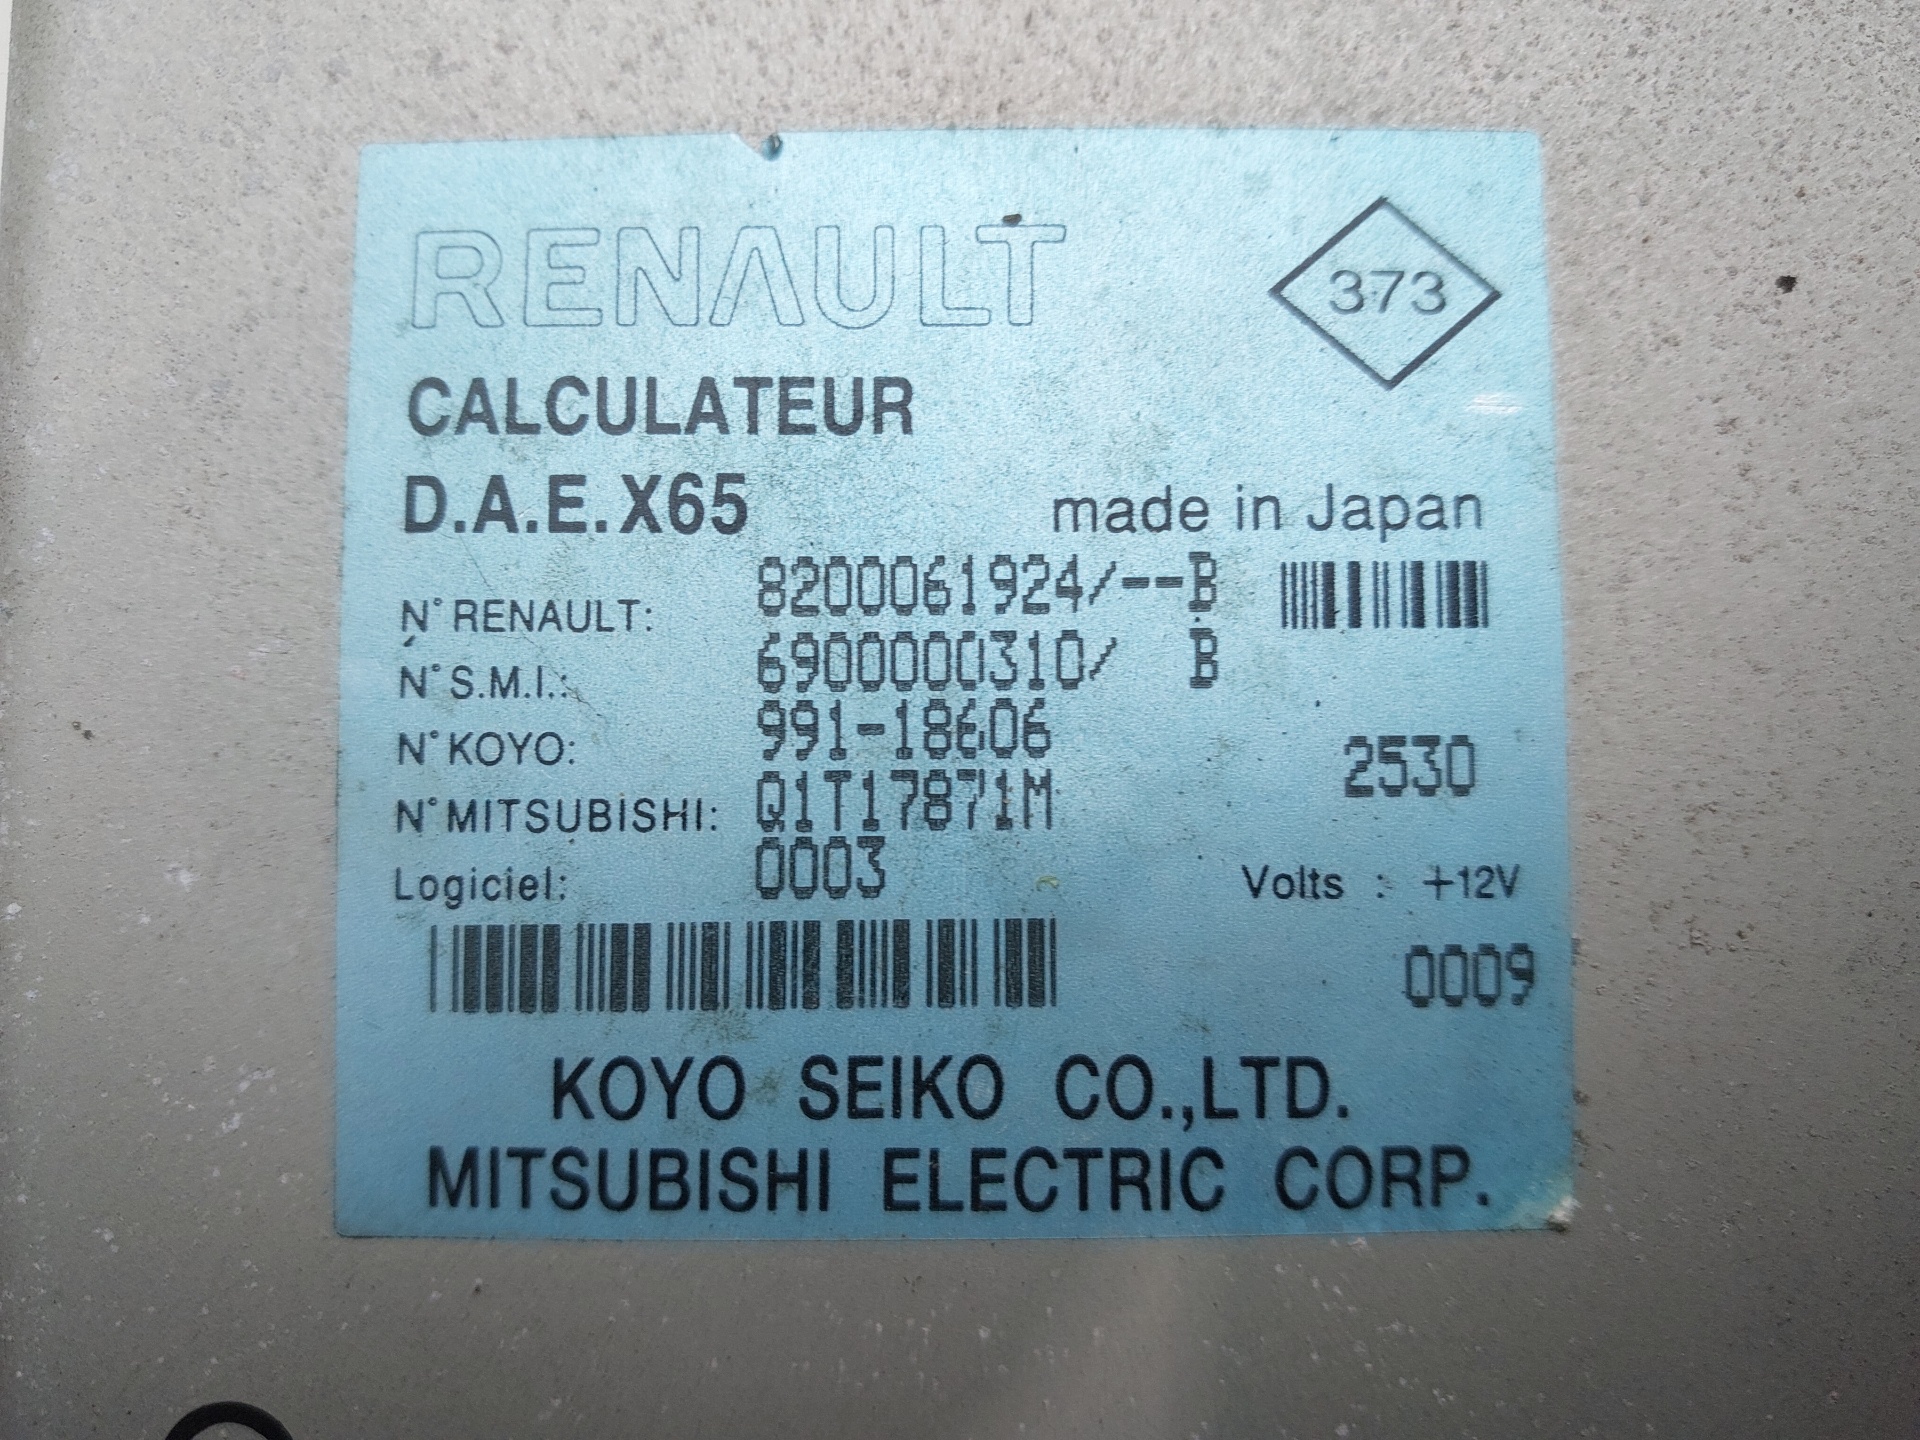 RENAULT
373
CALCULATEUR
D.A.E. X65 made in Japan
N° RENAULT: 8200061924/--B
N° S.M.I.: 6900000310/ B
N° KOYO: 991-18606
2530
N° MITSUBISHI: Q1T17871M
Logiciel: 0003
Volts : +12V
0009
KOYO SEIKO CO.,LTD.
MITSUBISHI ELECTRIC CORP.